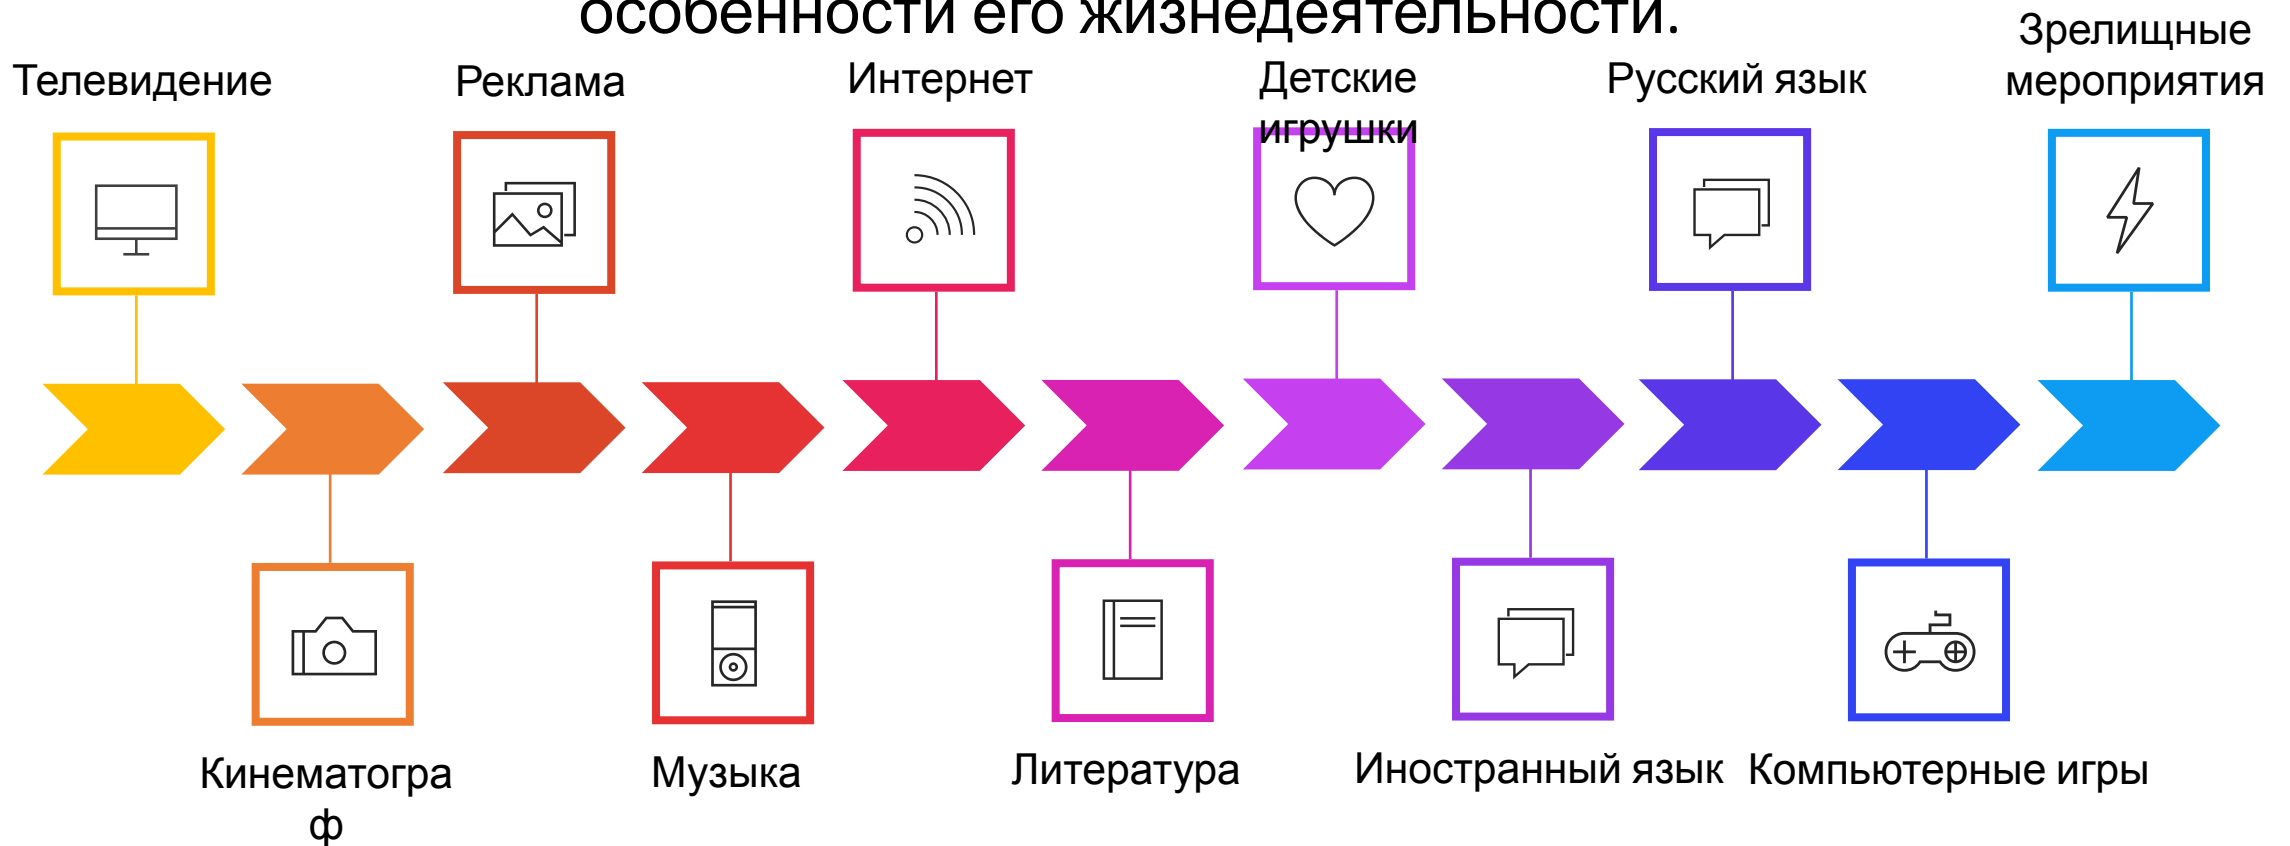 особенности его жизнедеятельности.
Телевидение
Реклама
Интернет
Детские
игрушки
Русский язык
Зрелищные
мероприятия
Кинематогра
ф
Музыка
Литература
Иностранный язык
Компьютерные игры